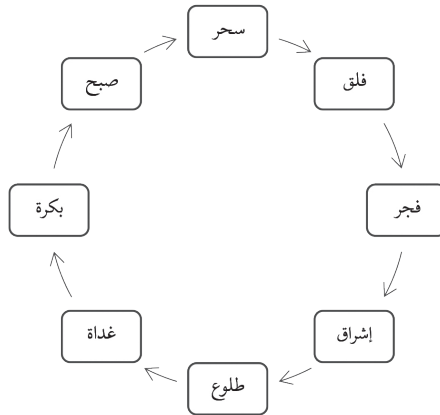 سحر
فلق
فجر
إشراق
طلوع
غداة
بكرة
صبح